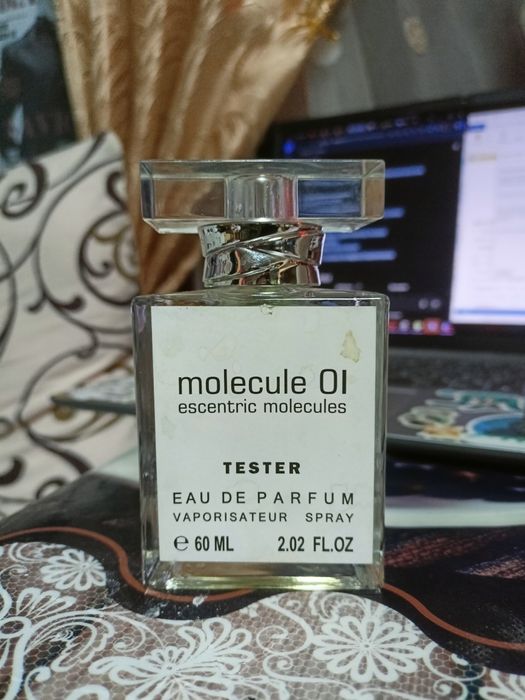 molecule 01
escentric molecules
TESTER
EAU DE PARFUM
VAPORISATEUR SPRAY
℮ 60 ML 2.02 FL.OZ